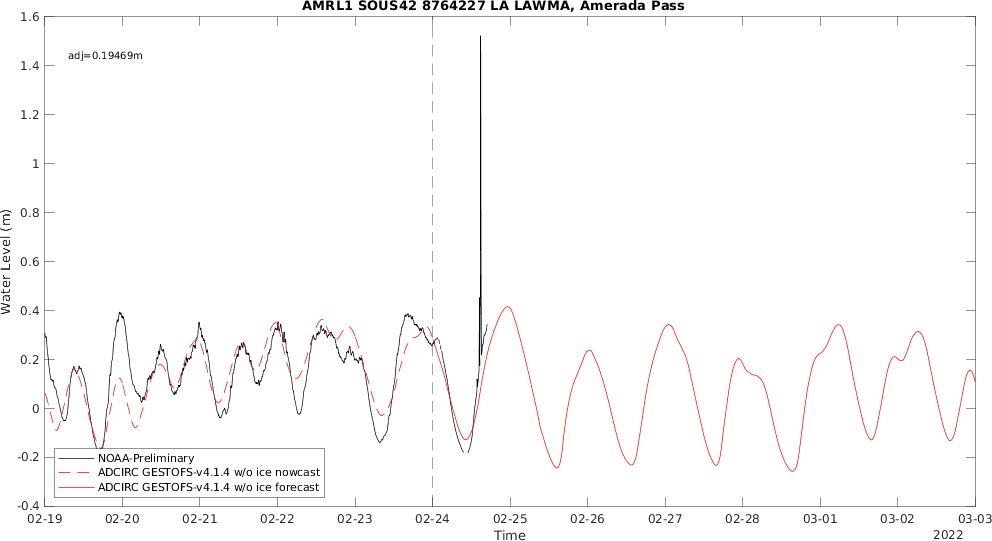 AMRL1 SOUS42 8764227 LA LAWMA, Amerada Pass
adj=0.19469m
Water Level (m)
1.6
1.4
1.2
1
0.8
0.6
0.4
0.2
0
-0.2
-0.4
NOAA-Preliminary
ADCIRC GESTOFS-v4.1.4 w/o ice nowcast
ADCIRC GESTOFS-v4.1.4 w/o ice forecast
02-19 02-20 02-21 02-22 02-23 02-24 02-25 02-26 02-27 02-28 03-01 03-02 03-03
Time
2022